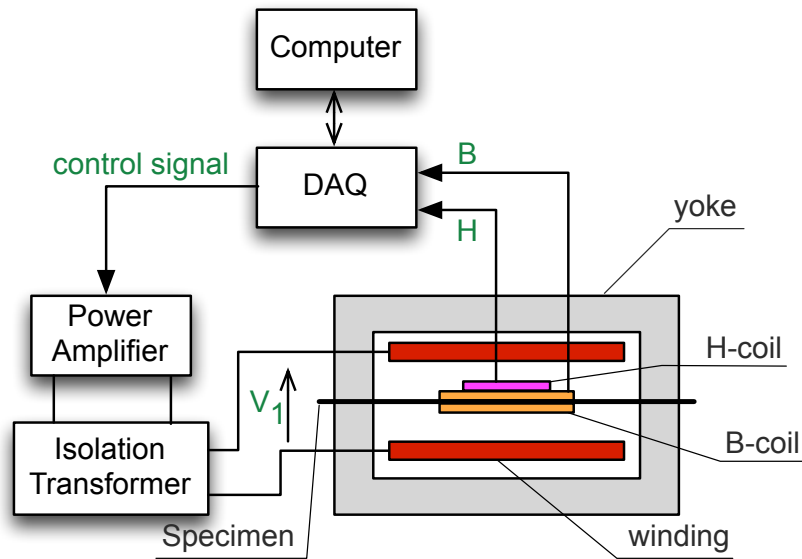 Computer
control signal
DAQ
B
H
yoke
Power
Amplifier
H-coil
V1
Isolation
Transformer
B-coil
Specimen
winding